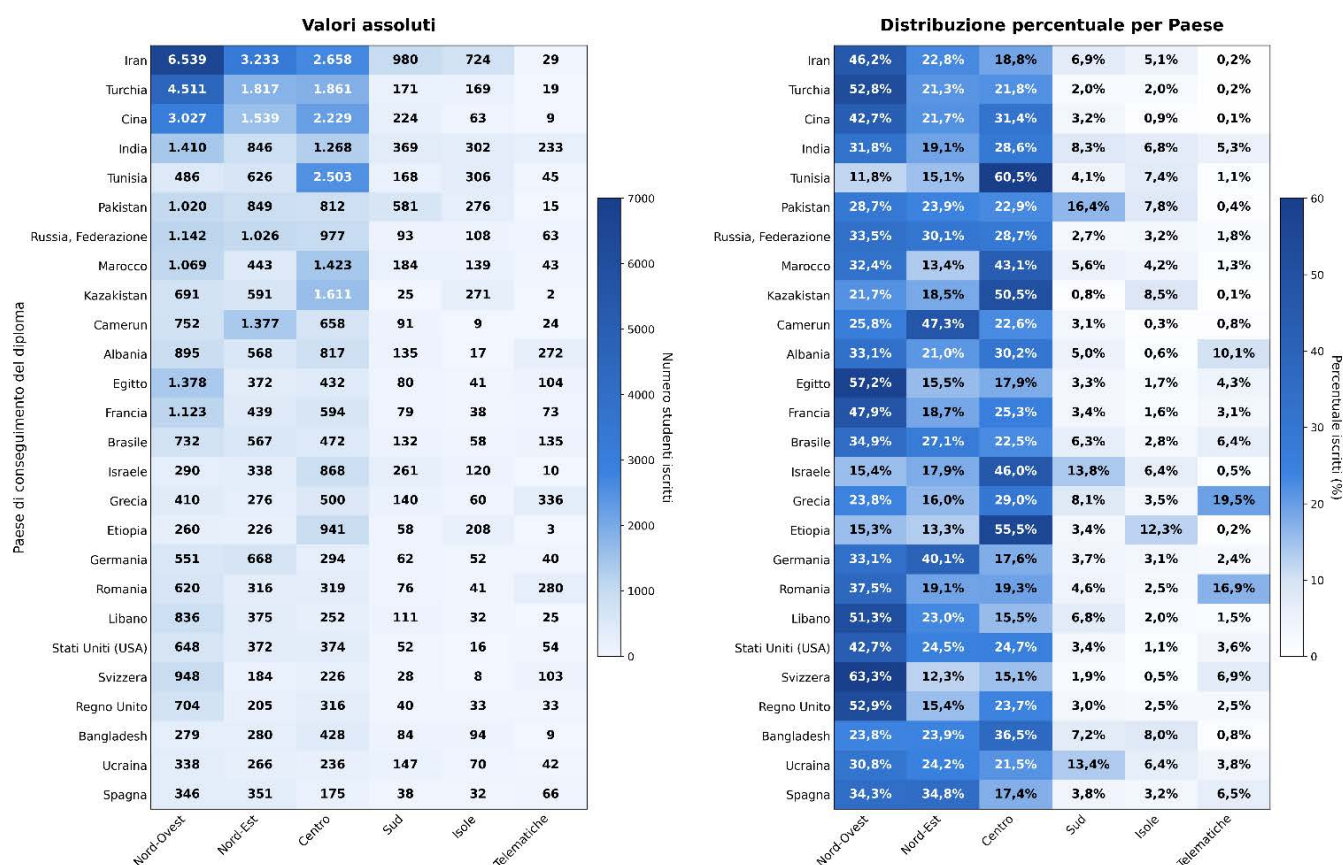 Valori assoluti
Iran 6.539 3.233 2.658 980 724 29
Turchia 4.511 1.817 1.861 171 169 19
Cina 3.027 1.539 2.229 224 63 9
India 1.410 846 1.268 369 302 233
Tunisia 486 626 2.503 168 306 45
Pakistan 1.020 849 812 581 276 15
Russia, Federazione 1.142 1.026 977 93 108 63
Marocco 1.069 443 1.423 184 139 43
Kazakistan 691 591 1.611 25 271 2
Camerun 752 1.377 658 91 9 24
Albania 895 568 817 135 17 272
Egitto 1.378 372 432 80 41 104
Francia 1.123 439 594 79 38 73
Brasile 732 567 472 132 58 135
Israele 290 338 868 261 120 10
Grecia 410 276 500 140 60 336
Etiopia 260 226 941 58 208 3
Germania 551 668 294 62 52 40
Romania 620 316 319 76 41 280
Libano 836 375 252 111 32 25
Stati Uniti (USA) 648 372 374 52 16 54
Svizzera 948 184 226 28 8 103
Regno Unito 704 205 316 40 33 33
Bangladesh 279 280 428 84 94 9
Ucraina 338 266 236 147 70 42
Spagna 346 351 175 38 32 66
Nord-Ovest Nord-Est Centro Sud Isole Telematiche
Paese di conseguimento del diploma
7000
6000
5000
4000
3000
2000
1000
0
Numero studenti iscritti
Distribuzione percentuale per Paese
Iran 46,2% 22,8% 18,8% 6,9% 5,1% 0,2%
Turchia 52,8% 21,3% 21,8% 2,0% 2,0% 0,2%
Cina 42,7% 21,7% 31,4% 3,2% 0,9% 0,1%
India 31,8% 19,1% 28,6% 8,3% 6,8% 5,3%
Tunisia 11,8% 15,1% 60,5% 4,1% 7,4% 1,1%
Pakistan 28,7% 23,9% 22,9% 16,4% 7,8% 0,4%
Russia, Federazione 33,5% 30,1% 28,7% 2,7% 3,2% 1,8%
Marocco 32,4% 13,4% 43,1% 5,6% 4,2% 1,3%
Kazakistan 21,7% 18,5% 50,5% 0,8% 8,5% 0,1%
Camerun 25,8% 47,3% 22,6% 3,1% 0,3% 0,8%
Albania 33,1% 21,0% 30,2% 5,0% 0,6% 10,1%
Egitto 57,2% 15,5% 17,9% 3,3% 1,7% 4,3%
Francia 47,9% 18,7% 25,3% 3,4% 1,6% 3,1%
Brasile 34,9% 27,1% 22,5% 6,3% 2,8% 6,4%
Israele 15,4% 17,9% 46,0% 13,8% 6,4% 0,5%
Grecia 23,8% 16,0% 29,0% 8,1% 3,5% 19,5%
Etiopia 15,3% 13,3% 55,5% 3,4% 12,3% 0,2%
Germania 33,1% 40,1% 17,6% 3,7% 3,1% 2,4%
Romania 37,5% 19,1% 19,3% 4,6% 2,5% 16,9%
Libano 51,3% 23,0% 15,5% 6,8% 2,0% 1,5%
Stati Uniti (USA) 42,7% 24,5% 24,7% 3,4% 1,1% 3,6%
Svizzera 63,3% 12,3% 15,1% 1,9% 0,5% 6,9%
Regno Unito 52,9% 15,4% 23,7% 3,0% 2,5% 2,5%
Bangladesh 23,8% 23,9% 36,5% 7,2% 8,0% 0,8%
Ucraina 30,8% 24,2% 21,5% 13,4% 6,4% 3,8%
Spagna 34,3% 34,8% 17,4% 3,8% 3,2% 6,5%
Nord-Ovest Nord-Est Centro Sud Isole Telematiche
60
50
40
30
20
10
0
Percentuale iscritti (%)